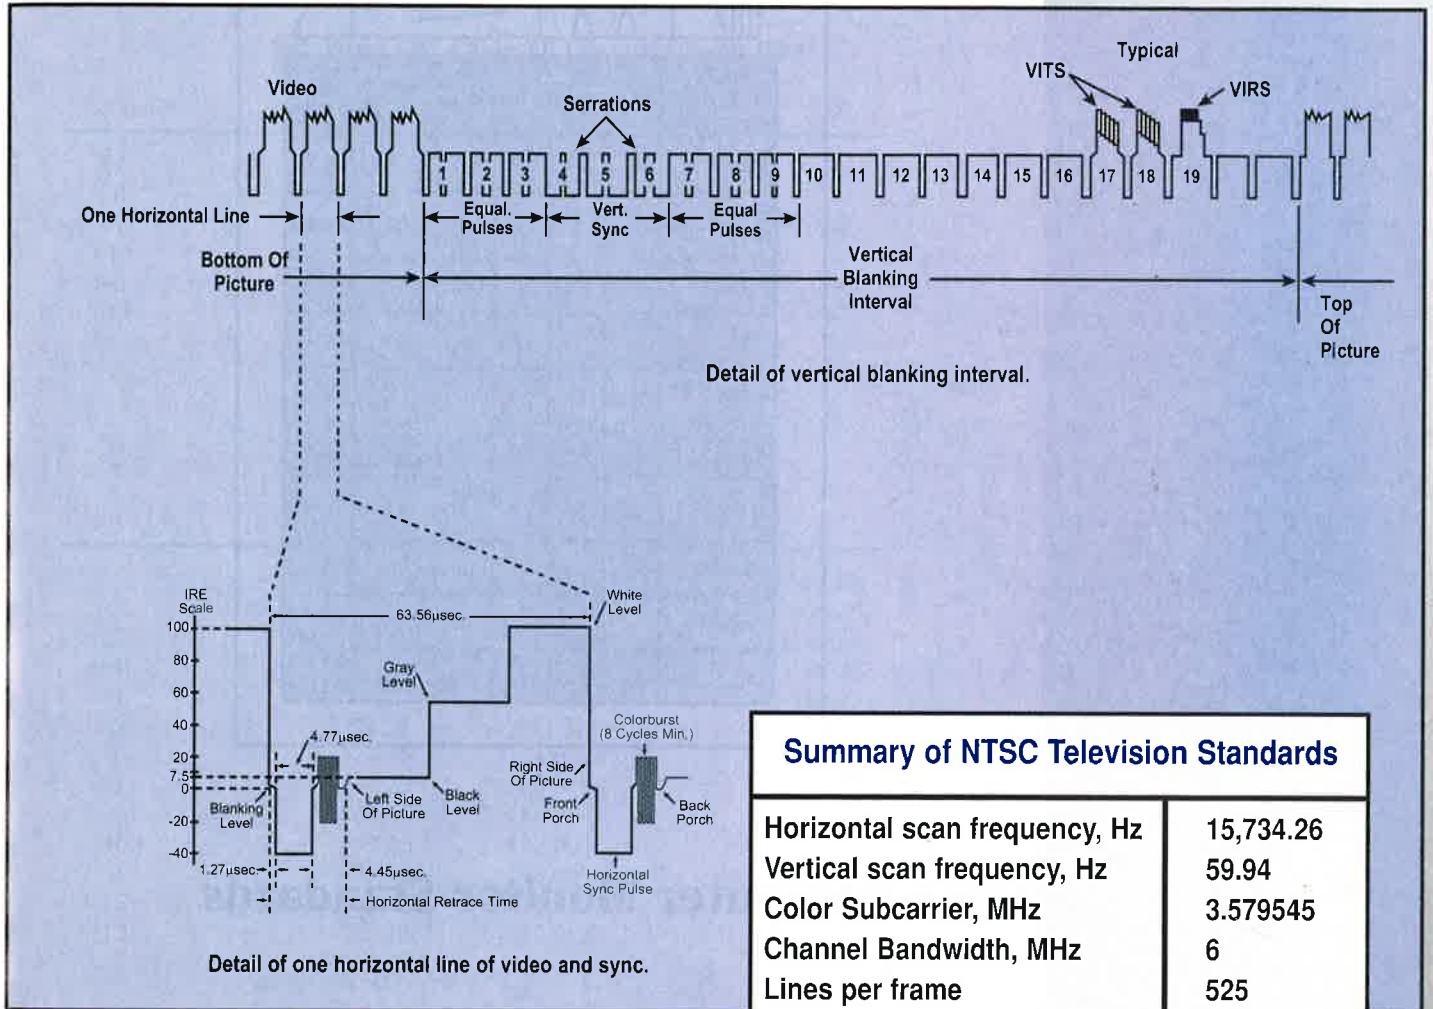 Typical
VITS
VIRS
Video
Serrations
1 2 3 4 5 6 7 8 9 10 11 12 13 14 15 16 17 18 19
One Horizontal Line
Equal.
Pulses
Vert.
Sync
Equal
Pulses
Bottom Of
Picture
Vertical
Blanking
Interval
Top
Of
Picture
Detail of vertical blanking interval.
IRE
Scale
100
80
60
40
20
7.5
0
-20
-40
63.56µsec.
White
Level
Gray
Level
4.77µsec.
Colorburst
(8 Cycles Min.)
Right Side
Of Picture
Blanking
Level
Left Side
Of Picture
Black
Level
Front
Porch
Back
Porch
1.27µsec.
4.45µsec.
Horizontal
Sync Pulse
Horizontal Retrace Time
Detail of one horizontal line of video and sync.
Summary of NTSC Television Standards
Horizontal scan frequency, Hz 15,734.26
Vertical scan frequency, Hz 59.94
Color Subcarrier, MHz 3.579545
Channel Bandwidth, MHz 6
Lines per frame 525